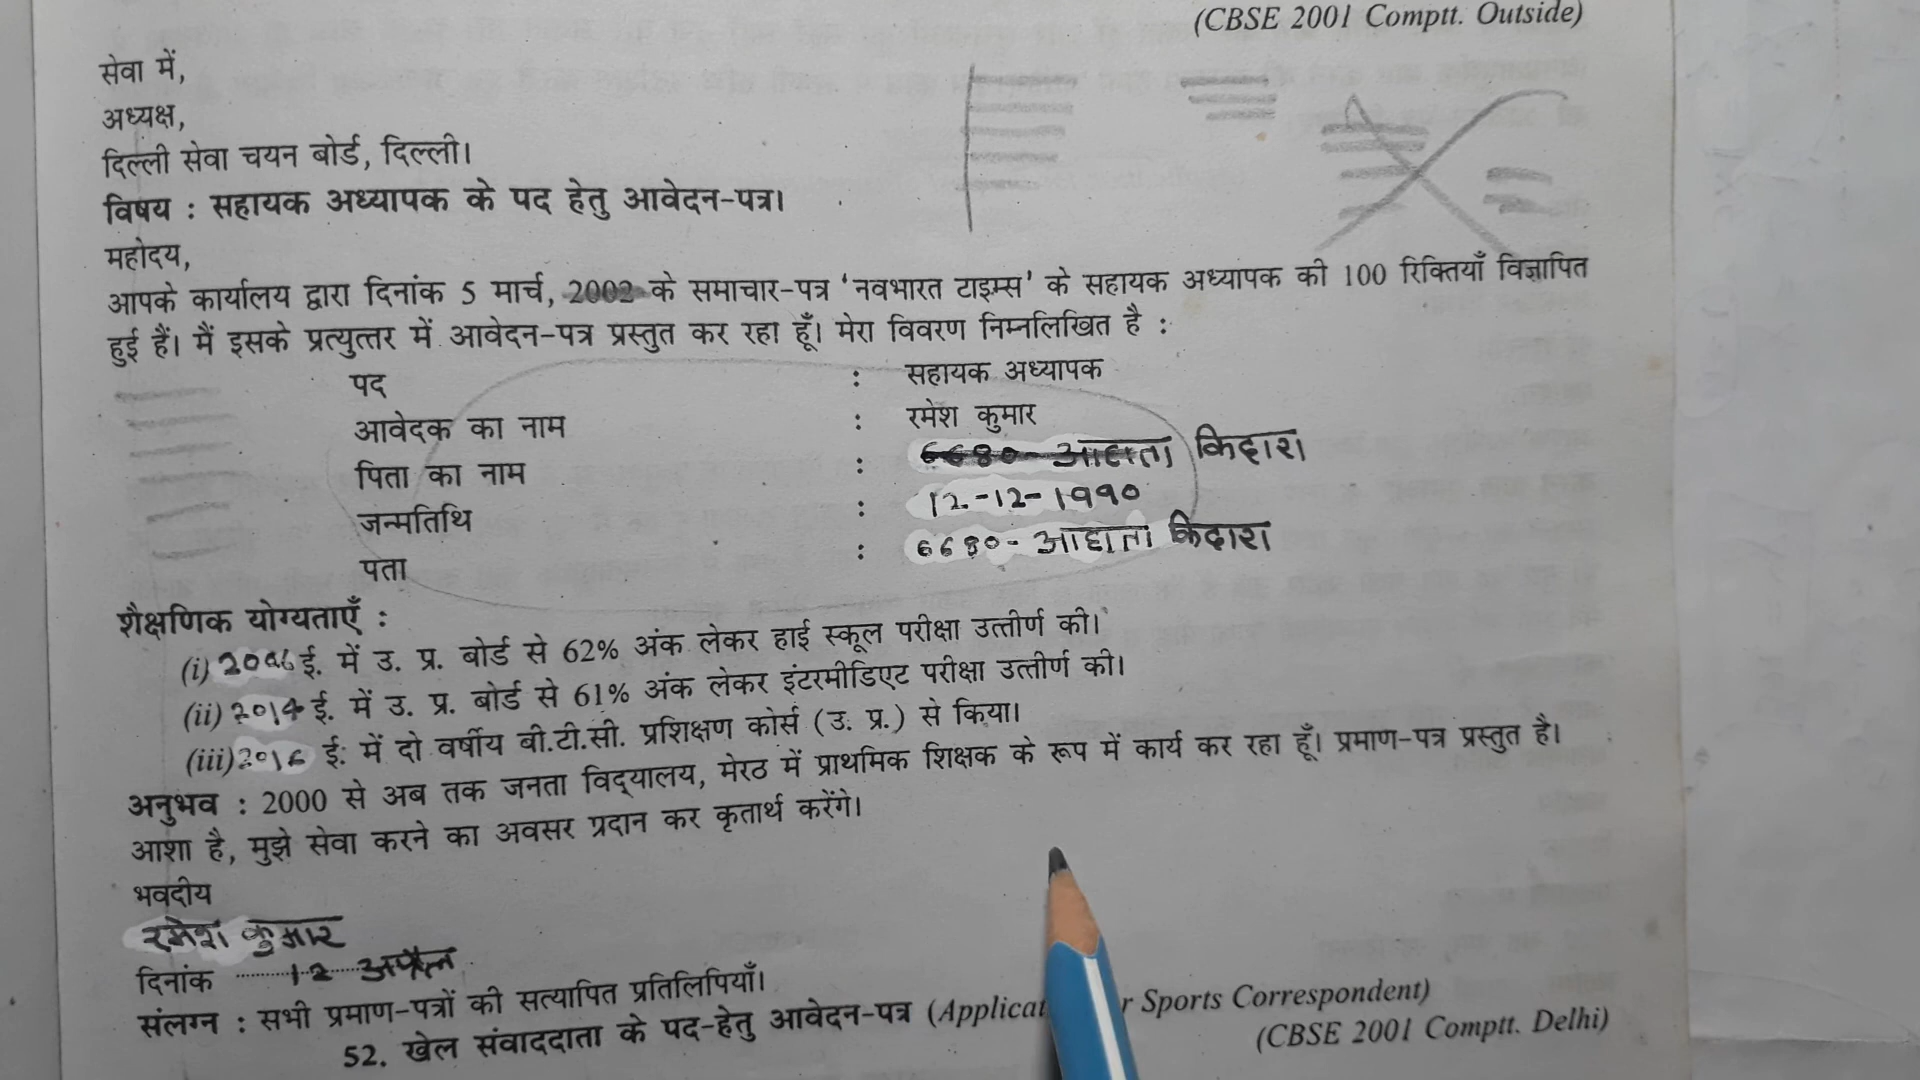 (CBSE 2001 Comptt. Outside)
सेवा में,
अध्यक्ष,
दिल्ली सेवा चयन बोर्ड, दिल्ली।
विषय : सहायक अध्यापक के पद हेतु आवेदन-पत्र।
महोदय,
आपके कार्यालय द्वारा दिनांक 5 मार्च, 2002 के समाचार-पत्र ‘नवभारत टाइम्स’ के सहायक अध्यापक की 100 रिक्तियाँ विज्ञापित
हुई हैं। मैं इसके प्रत्युत्तर में आवेदन-पत्र प्रस्तुत कर रहा हूँ। मेरा विवरण निम्नलिखित है :
पद : सहायक अध्यापक
आवेदक का नाम : रमेश कुमार
पिता का नाम : 6680- आहाता किदारा
जन्मतिथि : 12-12-1990
पता : 6680- आहाता किदारा
शैक्षणिक योग्यताएँ :
(i) ई. में उ. प्र. बोर्ड से 62% अंक लेकर हाई स्कूल परीक्षा उत्तीर्ण की।
(ii) 2014 ई. में उ. प्र. बोर्ड से 61% अंक लेकर इंटरमीडिएट परीक्षा उत्तीर्ण की।
(iii) 2016 ई. में दो वर्षीय बी.टी.सी. प्रशिक्षण कोर्स (उ. प्र.) से किया।
अनुभव : 2000 से अब तक जनता विद्यालय, मेरठ में प्राथमिक शिक्षक के रूप में कार्य कर रहा हूँ। प्रमाण-पत्र प्रस्तुत है।
आशा है, मुझे सेवा करने का अवसर प्रदान कर कृतार्थ करेंगे।
भवदीय
रमेश कुमार
दिनांक ........12 अप्रैल
संलग्न : सभी प्रमाण-पत्रों की सत्यापित प्रतिलिपियाँ।
52. खेल संवाददाता के पद-हेतु आवेदन-पत्र (Applicat r Sports Correspondent)
(CBSE 2001 Comptt. Delhi)